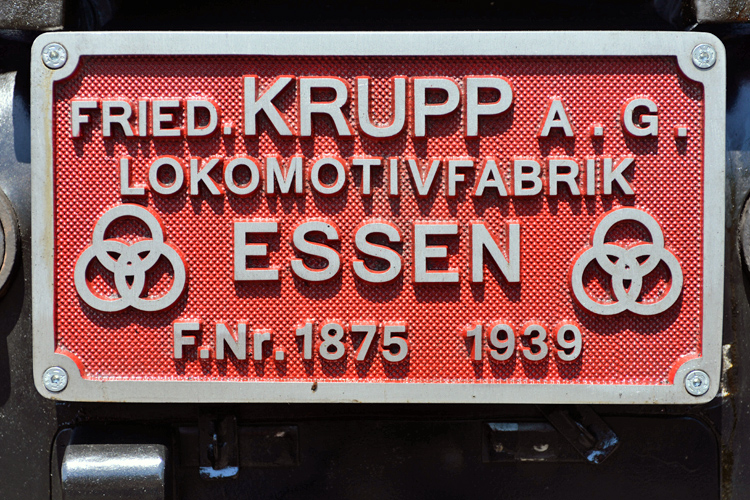 FRIED. KRUPP A.G.
LOKOMOTIVFABRIK
ESSEN
F.Nr. 1875 1939